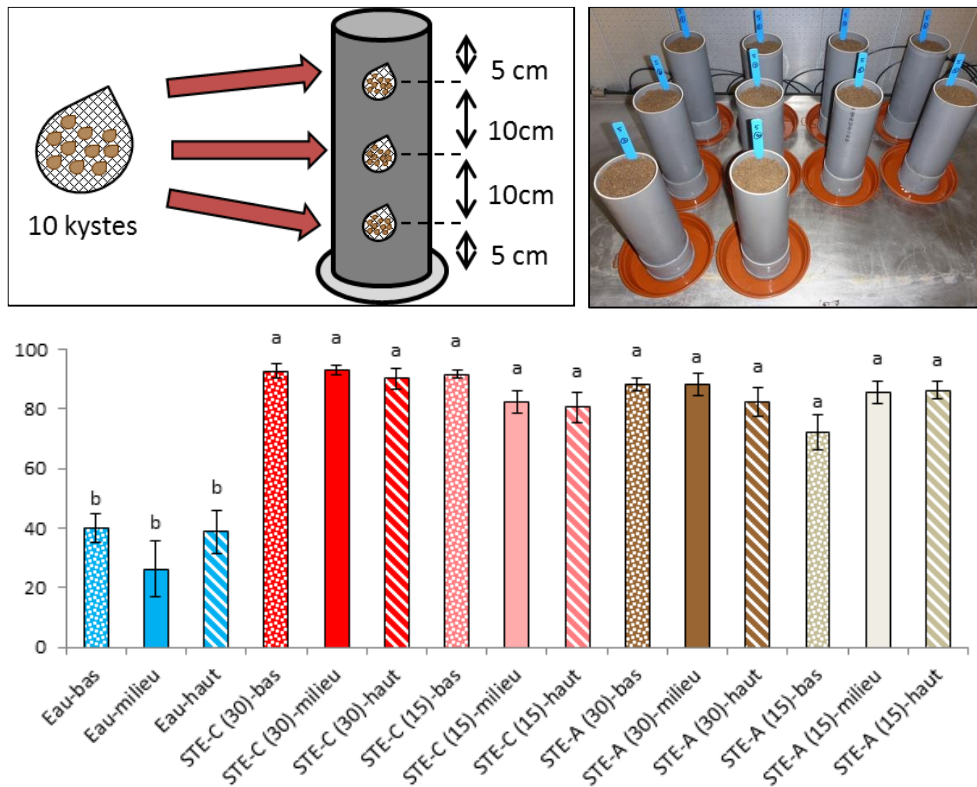 5 cm
10cm
10 kystes
10cm
5 cm
100
80
60
40
20
0
b
b
b
a
a
a
a
a
a
a
a
a
a
a
a
Eau-bas
Eau-milieu
Eau-haut
STE-C (30)-bas
STE-C (30)-milieu
STE-C (30)-haut
STE-C (15)-bas
STE-C (15)-milieu
STE-C (15)-haut
STE-A (30)-bas
STE-A (30)-milieu
STE-A (30)-haut
STE-A (15)-bas
STE-A (15)-milieu
STE-A (15)-haut